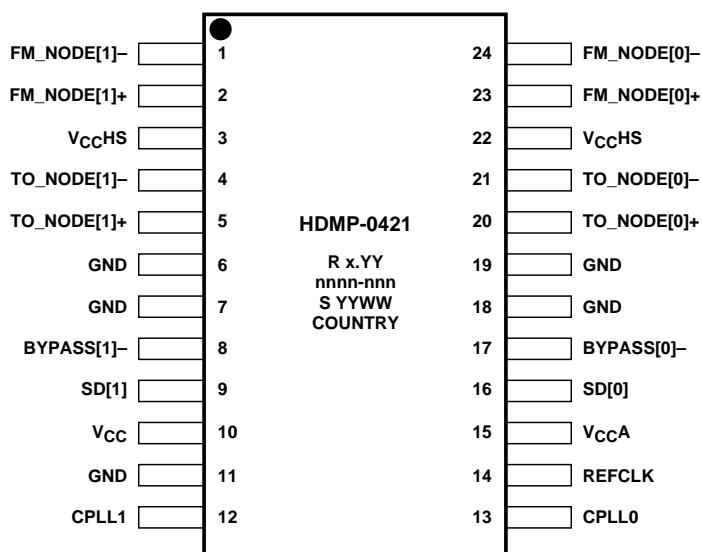 FM_NODE[1]– 1 24 FM_NODE[0]–
FM_NODE[1]+ 2 23 FM_NODE[0]+
VCCHS 3 22 VCCHS
TO_NODE[1]– 4 21 TO_NODE[0]–
TO_NODE[1]+ 5 HDMP-0421 20 TO_NODE[0]+
GND 6 R x.YY 19 GND
nnnn-nnn
GND 7 S YYWW 18 GND
COUNTRY
BYPASS[1]– 8 17 BYPASS[0]–
SD[1] 9 16 SD[0]
VCC 10 15 VCCA
GND 11 14 REFCLK
CPLL1 12 13 CPLL0